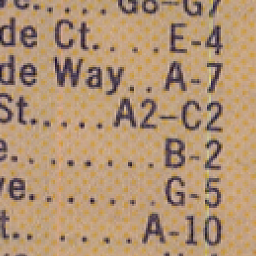 de Ct.....E-4
de Way..A-7
St......A2–C2
e.........B-2
ve........G-5
t.........A-10